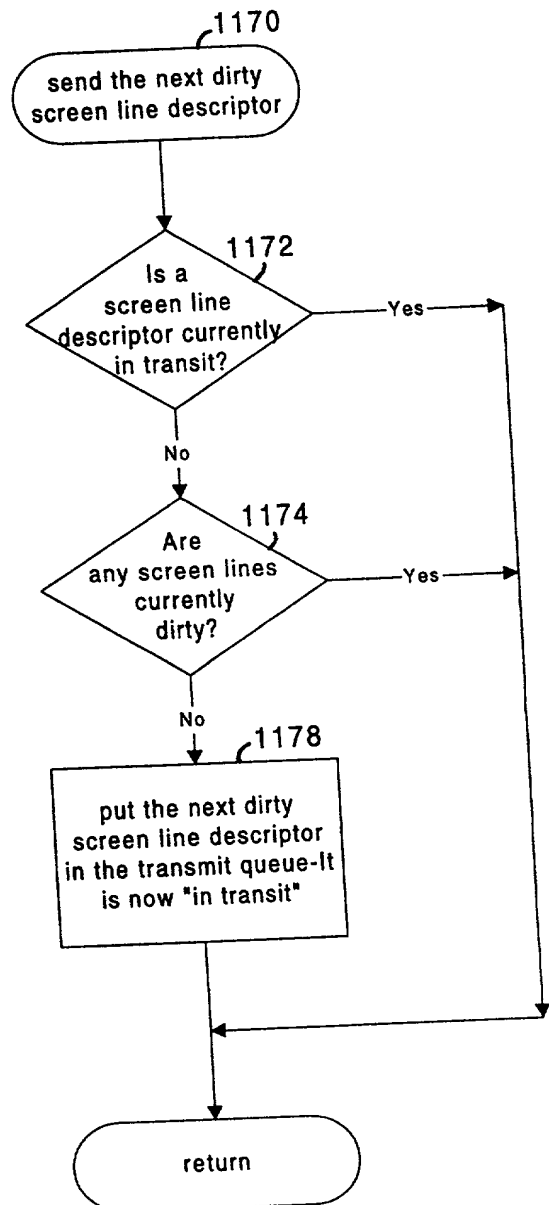 1170
send the next dirty
screen line descriptor
1172
Is a
screen line
descriptor currently
in transit?
Yes
No
1174
Are
any screen lines
currently
dirty?
Yes
No
1178
put the next dirty
screen line descriptor
in the transmit queue-It
is now "in transit"
return